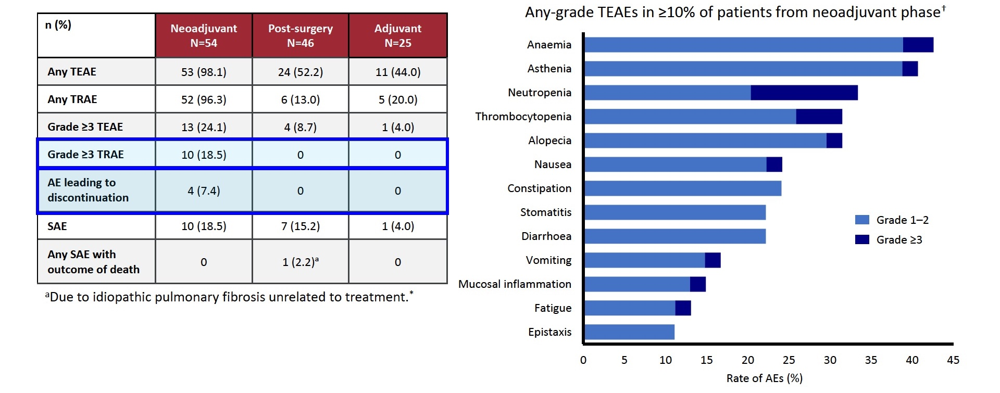 n (%)
Neoadjuvant
N=54
Post-surgery
N=46
Adjuvant
N=25
Any TEAE
53 (98.1)
24 (52.2)
11 (44.0)
Any TRAE
52 (96.3)
6 (13.0)
5 (20.0)
Grade ≥3 TEAE
13 (24.1)
4 (8.7)
1 (4.0)
Grade ≥3 TRAE
10 (18.5)
0
0
AE leading to
discontinuation
4 (7.4)
0
0
SAE
10 (18.5)
7 (15.2)
1 (4.0)
Any SAE with
outcome of death
0
1 (2.2)ᵃ
0
ᵃDue to idiopathic pulmonary fibrosis unrelated to treatment.*
Any-grade TEAEs in ≥10% of patients from neoadjuvant phase†
Anaemia
Asthenia
Neutropenia
Thrombocytopenia
Alopecia
Nausea
Constipation
Stomatitis
Diarrhoea
Vomiting
Mucosal inflammation
Fatigue
Epistaxis
Grade 1–2
Grade ≥3
0 5 10 15 20 25 30 35 40 45
Rate of AEs (%)